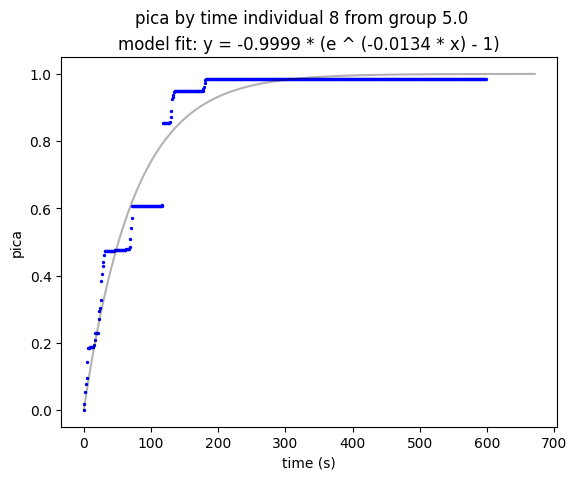 pica by time individual 8 from group 5.0
model fit: y = -0.9999 * (e ^ (-0.0134 * x) - 1)
1.0
0.8
0.6
0.4
0.2
0.0
pica
0 100 200 300 400 500 600 700
time (s)